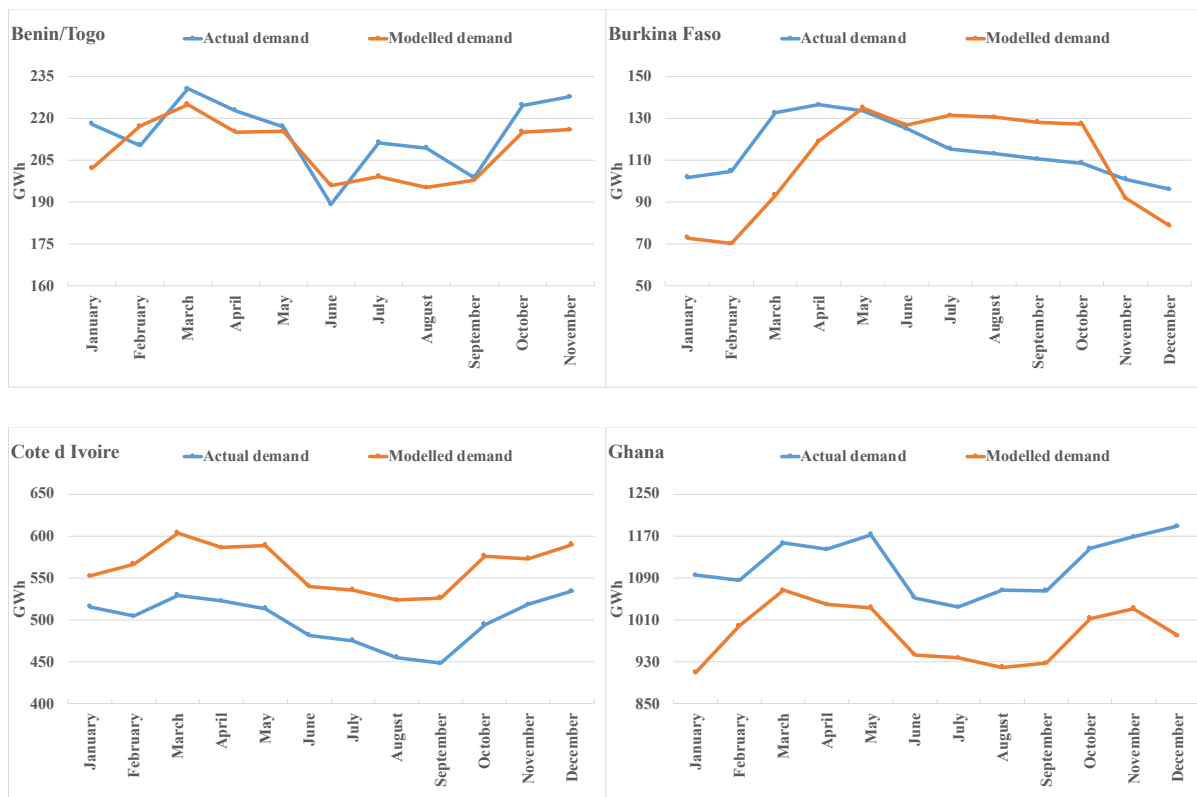 Benin/Togo
Actual demand
Modelled demand
GWh
235
220
205
190
175
160
January
February
March
April
May
June
July
August
September
October
November
Burkina Faso
Actual demand
Modelled demand
GWh
150
130
110
90
70
50
January
February
March
April
May
June
July
August
September
October
November
December
Cote d Ivoire
Actual demand
Modelled demand
GWh
650
600
550
500
450
400
January
February
March
April
May
June
July
August
September
October
November
December
Ghana
Actual demand
Modelled demand
GWh
1250
1170
1090
1010
930
850
January
February
March
April
May
June
July
August
September
October
November
December